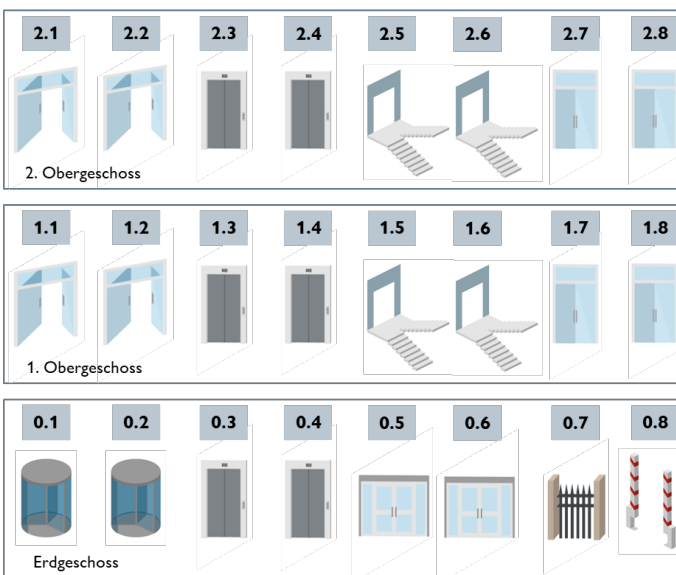 2.1 2.2 2.3 2.4 2.5 2.6 2.7 2.8
2. Obergeschoss
1.1 1.2 1.3 1.4 1.5 1.6 1.7 1.8
1. Obergeschoss
0.1 0.2 0.3 0.4 0.5 0.6 0.7 0.8
Erdgeschoss